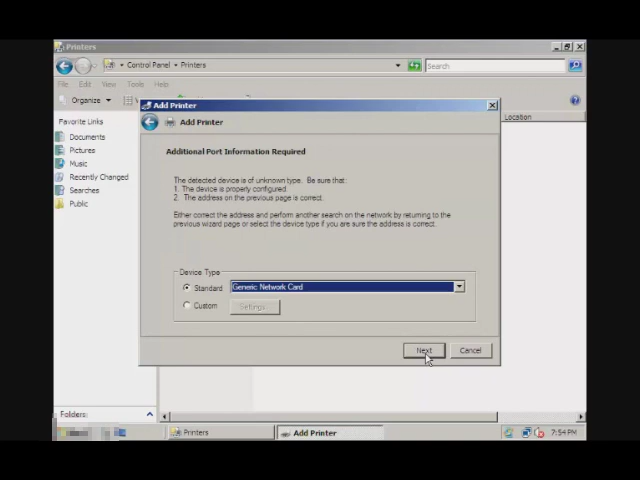 Printers
Control Panel
Printers
Search
File Edit View Tools Help
Organize
Favorite Links
Documents
Pictures
Music
Recently Changed
Searches
Public
Folders
Location
Add Printer
Add Printer
Additional Port Information Required
The detected device is of unknown type. Be sure that:
1. The device is properly configured.
2. The address on the previous page is correct.
Either correct the address and perform another search on the network by returning to the
previous wizard page or select the device type if you are sure the address is correct.
Device Type
Standard Generic Network Card
Custom Settings...
Next Cancel
Printers Add Printer 7:54 PM